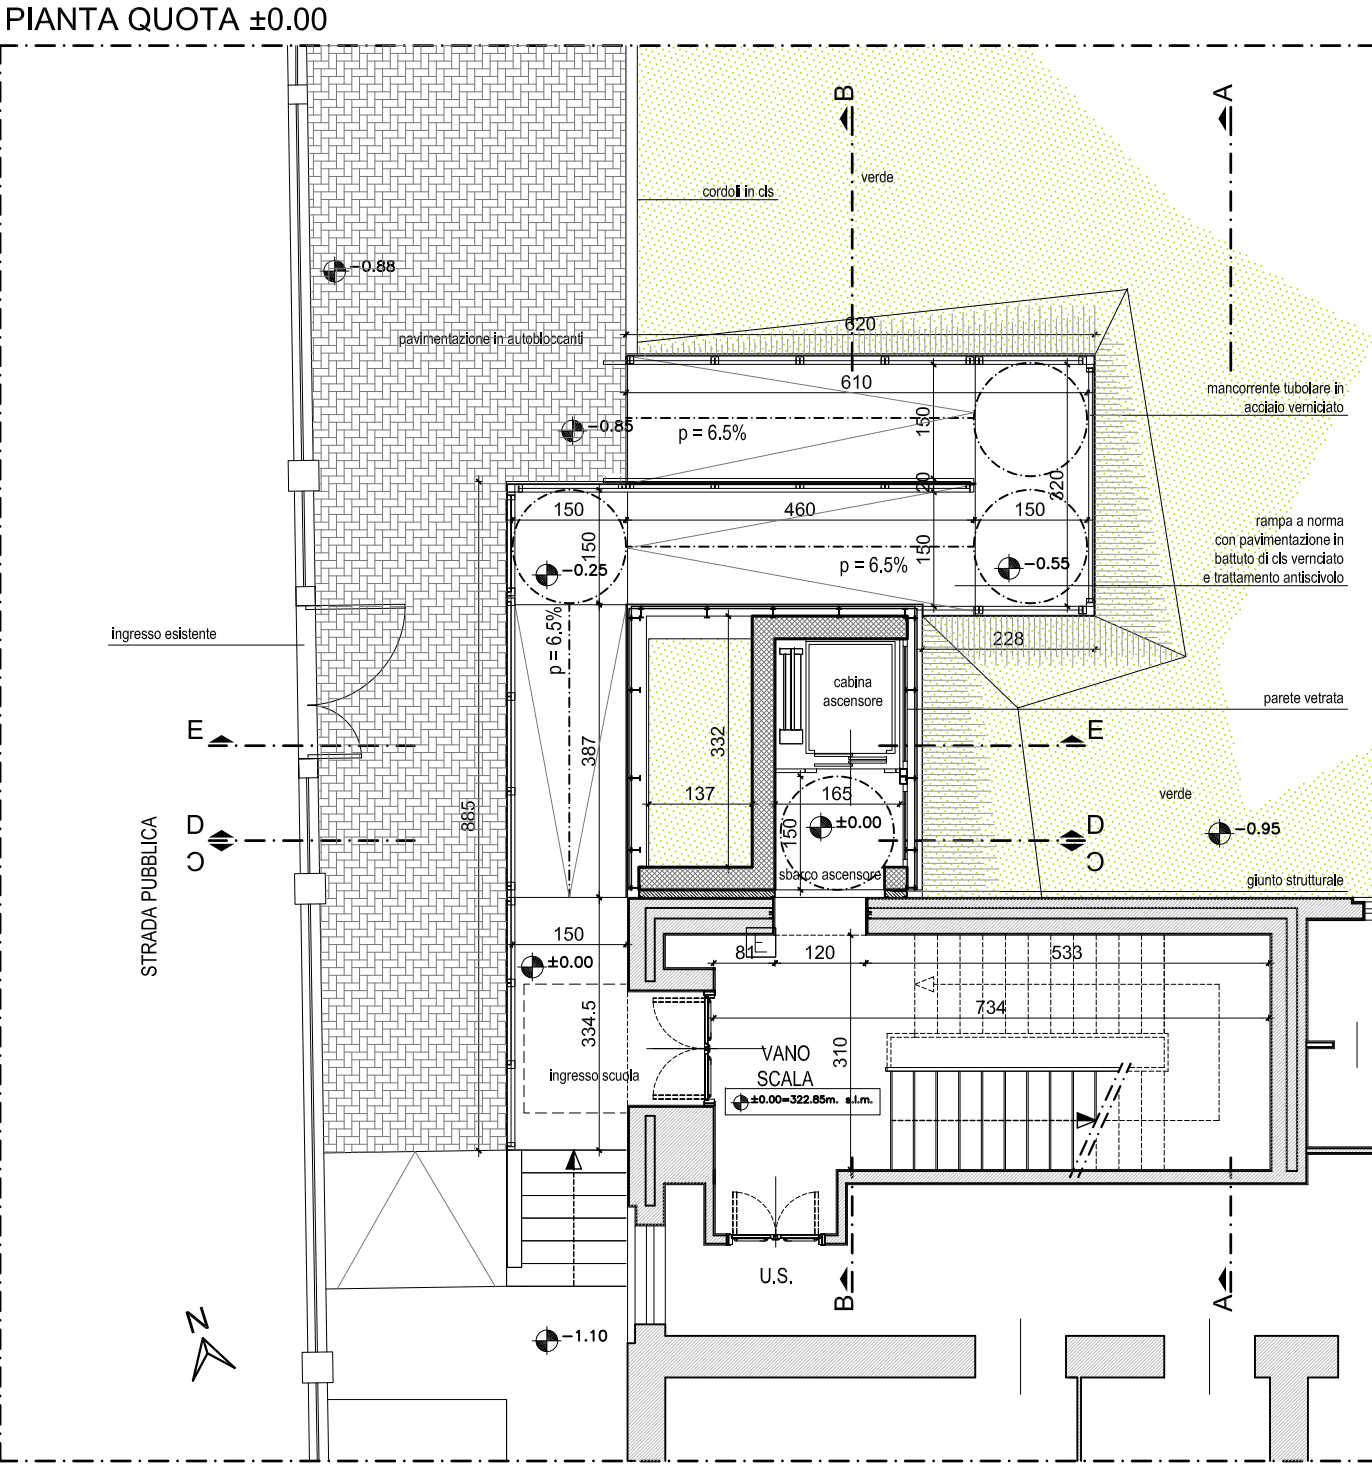 PIANTA QUOTA ±0.00
B
A
verde
cordoli in cls
-0.88
pavimentazione in autobloccanti
620
610
mancorrente tubolare in
acciaio verniciato
-0.85
p = 6.5%
150
20
320
150
460
150
150
150
rampa a norma
con pavimentazione in
battuto di cls vernciato
e trattamento antiscivolo
-0.25
p = 6.5%
-0.55
p = 6.5%
ingresso esistente
228
cabina
ascensore
parete vetrata
E
E
387
332
137
165
verde
885
D
C
150
±0.00
D
C
-0.95
STRADA PUBBLICA
sbarco ascensore
giunto strutturale
150
E
81
120
533
±0.00
734
334.5
310
VANO
SCALA
ingresso scuola
±0.00=322.85m. s.l.m.
U.S.
B
A
N
-1.10